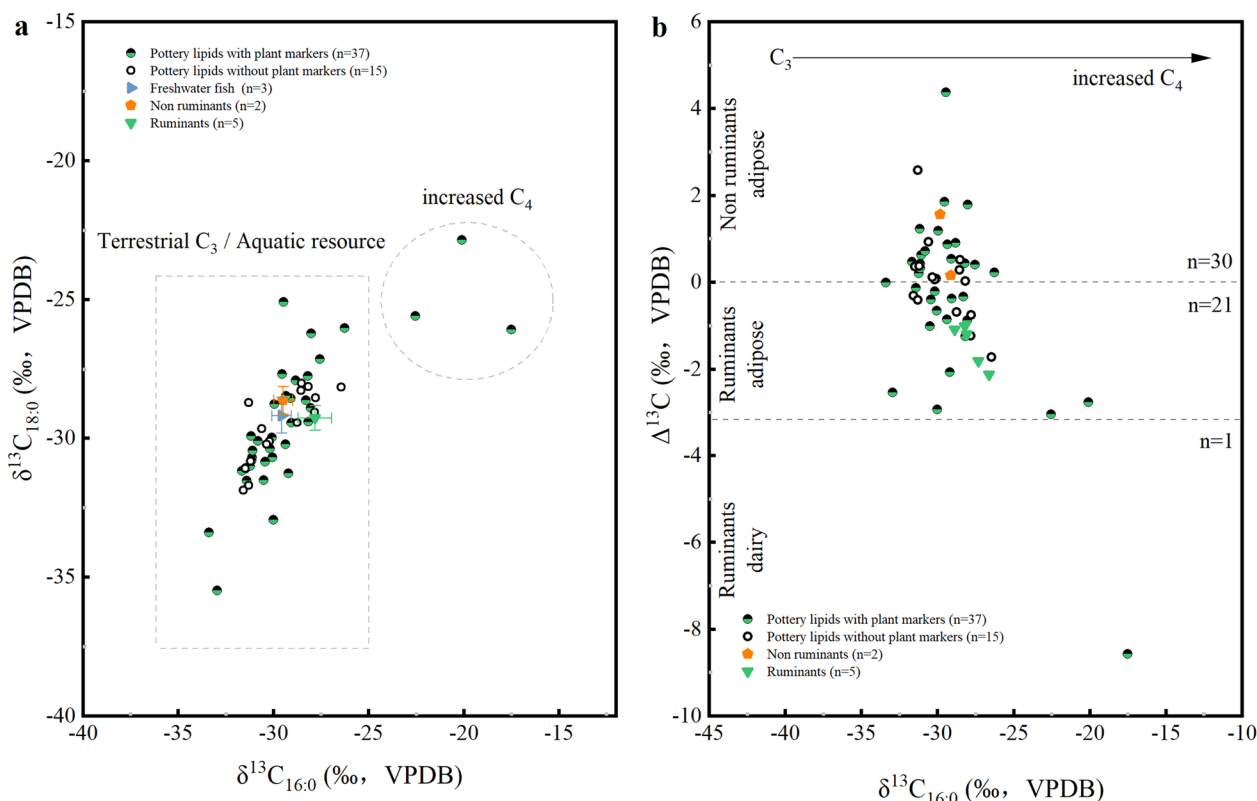 a
-15
-20
-25
-30
-35
-40
δ¹³C₁₈:₀ (‰, VPDB)
Pottery lipids with plant markers (n=37)
Pottery lipids without plant markers (n=15)
Freshwater fish (n=3)
Non ruminants (n=2)
Ruminants (n=5)
increased C₄
Terrestrial C₃ / Aquatic resource
-40 -35 -30 -25 -20 -15
δ¹³C₁₆:₀ (‰, VPDB)
b
6
4
2
0
-2
-4
-6
-8
-10
Δ¹³C (‰, VPDB)
C₃
increased C₄
Non ruminants
adipose
Ruminants
adipose
Ruminants
dairy
n=30
n=21
n=1
Pottery lipids with plant markers (n=37)
Pottery lipids without plant markers (n=15)
Non ruminants (n=2)
Ruminants (n=5)
-45 -40 -35 -30 -25 -20 -15 -10
δ¹³C₁₆:₀ (‰, VPDB)